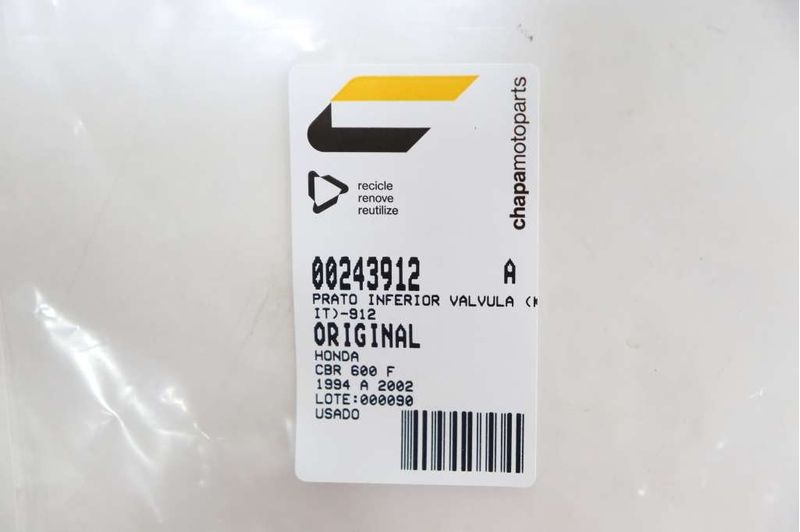 chapamotoparts
recicle
renove
reutilize
00243912 A
PRATO INFERIOR VALVULA (K
IT)-912
ORIGINAL
HONDA
CBR 600 F
1994 A 2002
LOTE:000090
USADO